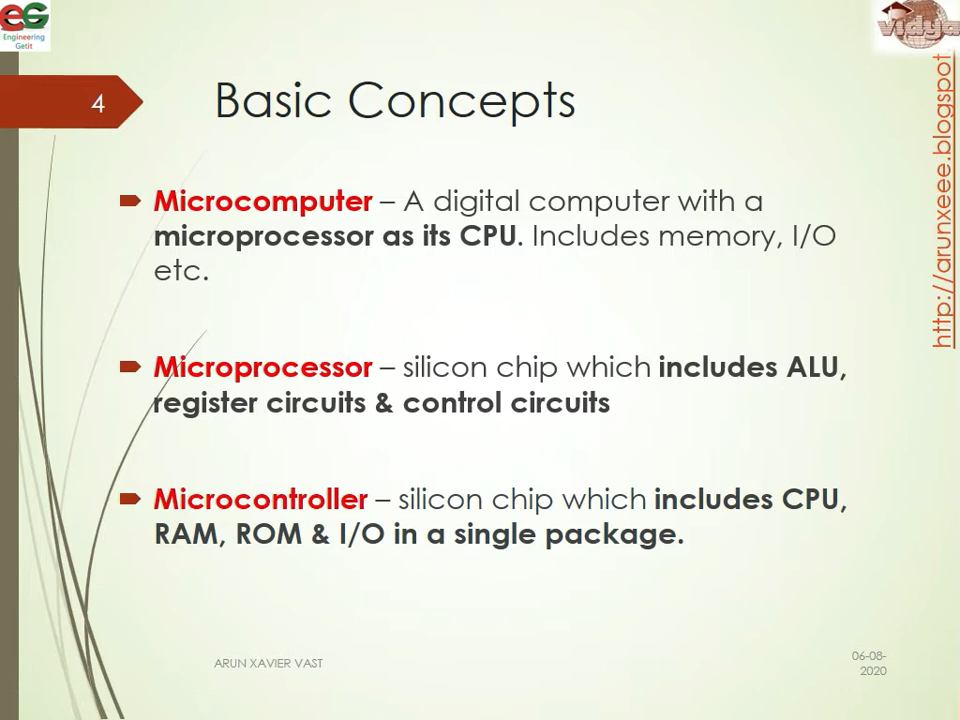 EG
Engineering
Getit
Vidya
4
Basic Concepts
http://arunxeee.blogspot.
Microcomputer – A digital computer with a
microprocessor as its CPU. Includes memory, I/O
etc.
Microprocessor – silicon chip which includes ALU,
register circuits & control circuits
Microcontroller – silicon chip which includes CPU,
RAM, ROM & I/O in a single package.
ARUN XAVIER VAST
06-08-
2020